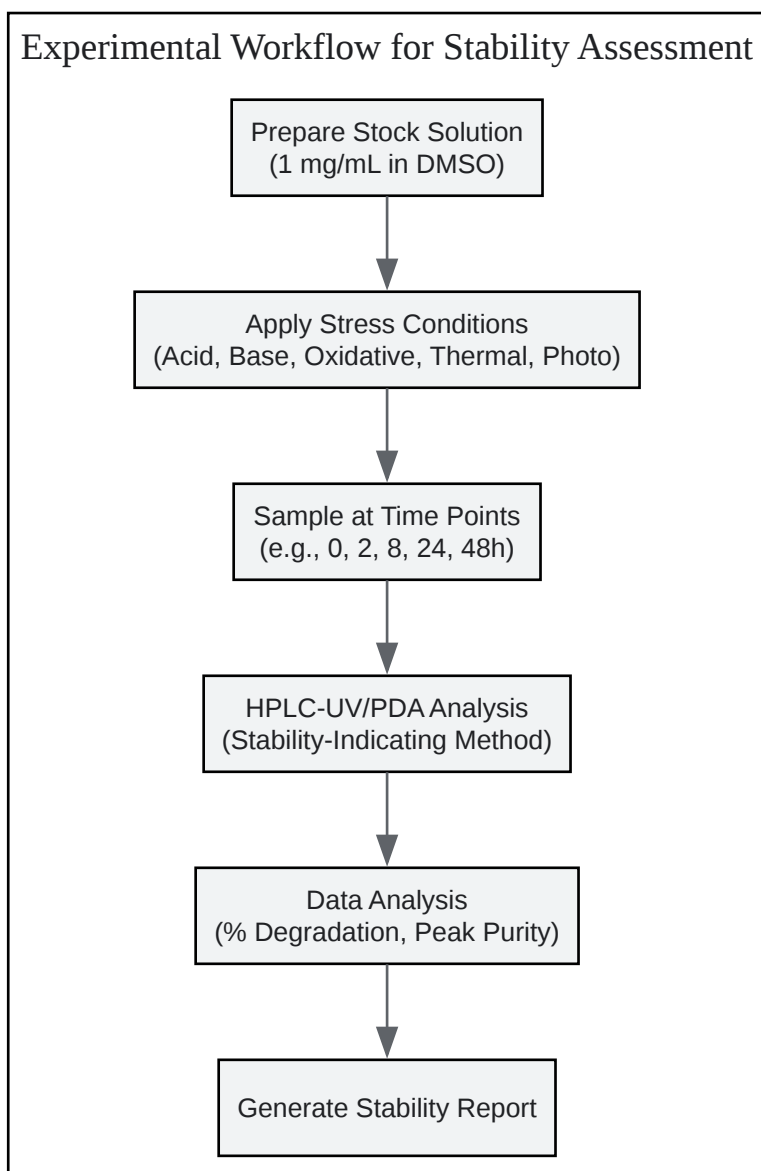 Experimental Workflow for Stability Assessment
Prepare Stock Solution
(1 mg/mL in DMSO)
Apply Stress Conditions
(Acid, Base, Oxidative, Thermal, Photo)
Sample at Time Points
(e.g., 0, 2, 8, 24, 48h)
HPLC-UV/PDA Analysis
(Stability-Indicating Method)
Data Analysis
(% Degradation, Peak Purity)
Generate Stability Report